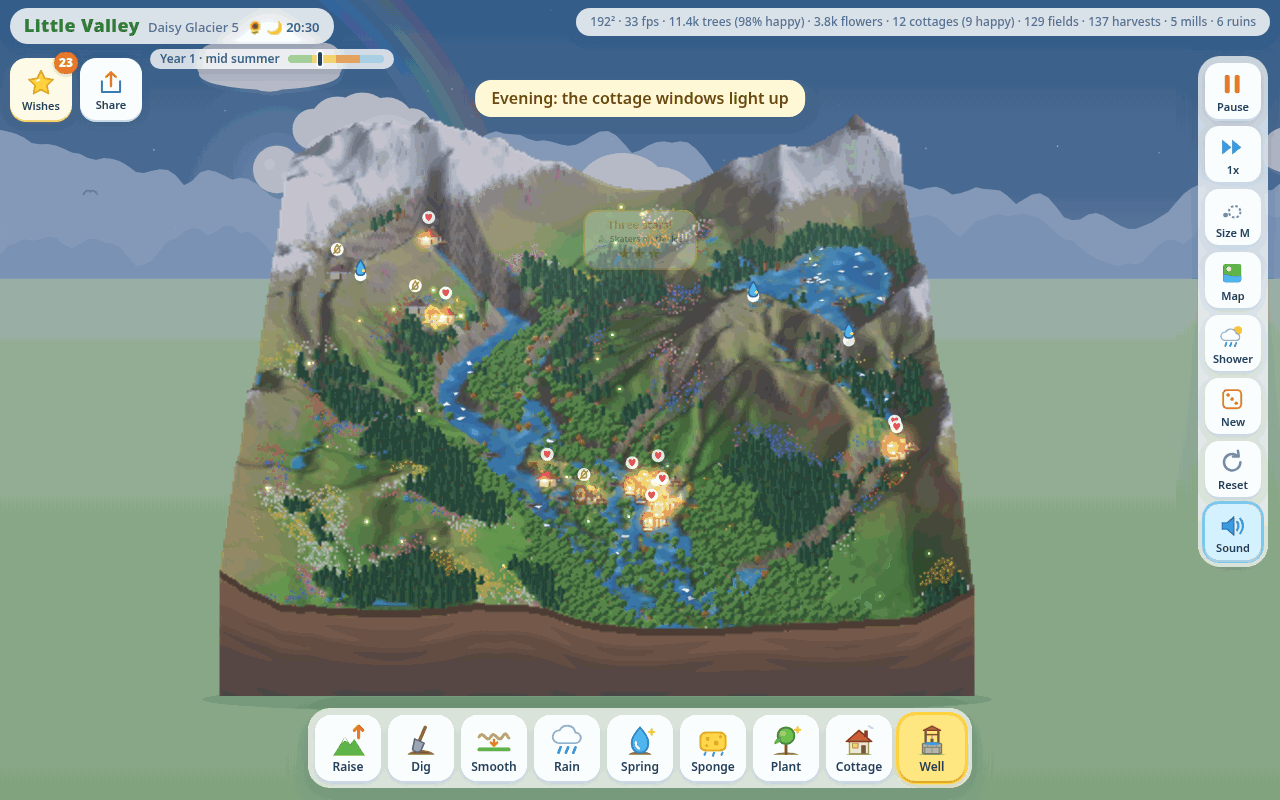 Little Valley Daisy Glacier 5 20:30
192² · 33 fps · 11.4k trees (98% happy) · 3.8k flowers · 12 cottages (9 happy) · 129 fields · 137 harvests · 5 mills · 6 ruins
Year 1 · mid summer
23
Wishes
Share
Evening: the cottage windows light up
Pause
1x
Size M
Map
Shower
New
Reset
Sound
Raise
Dig
Smooth
Rain
Spring
Sponge
Plant
Cottage
Well